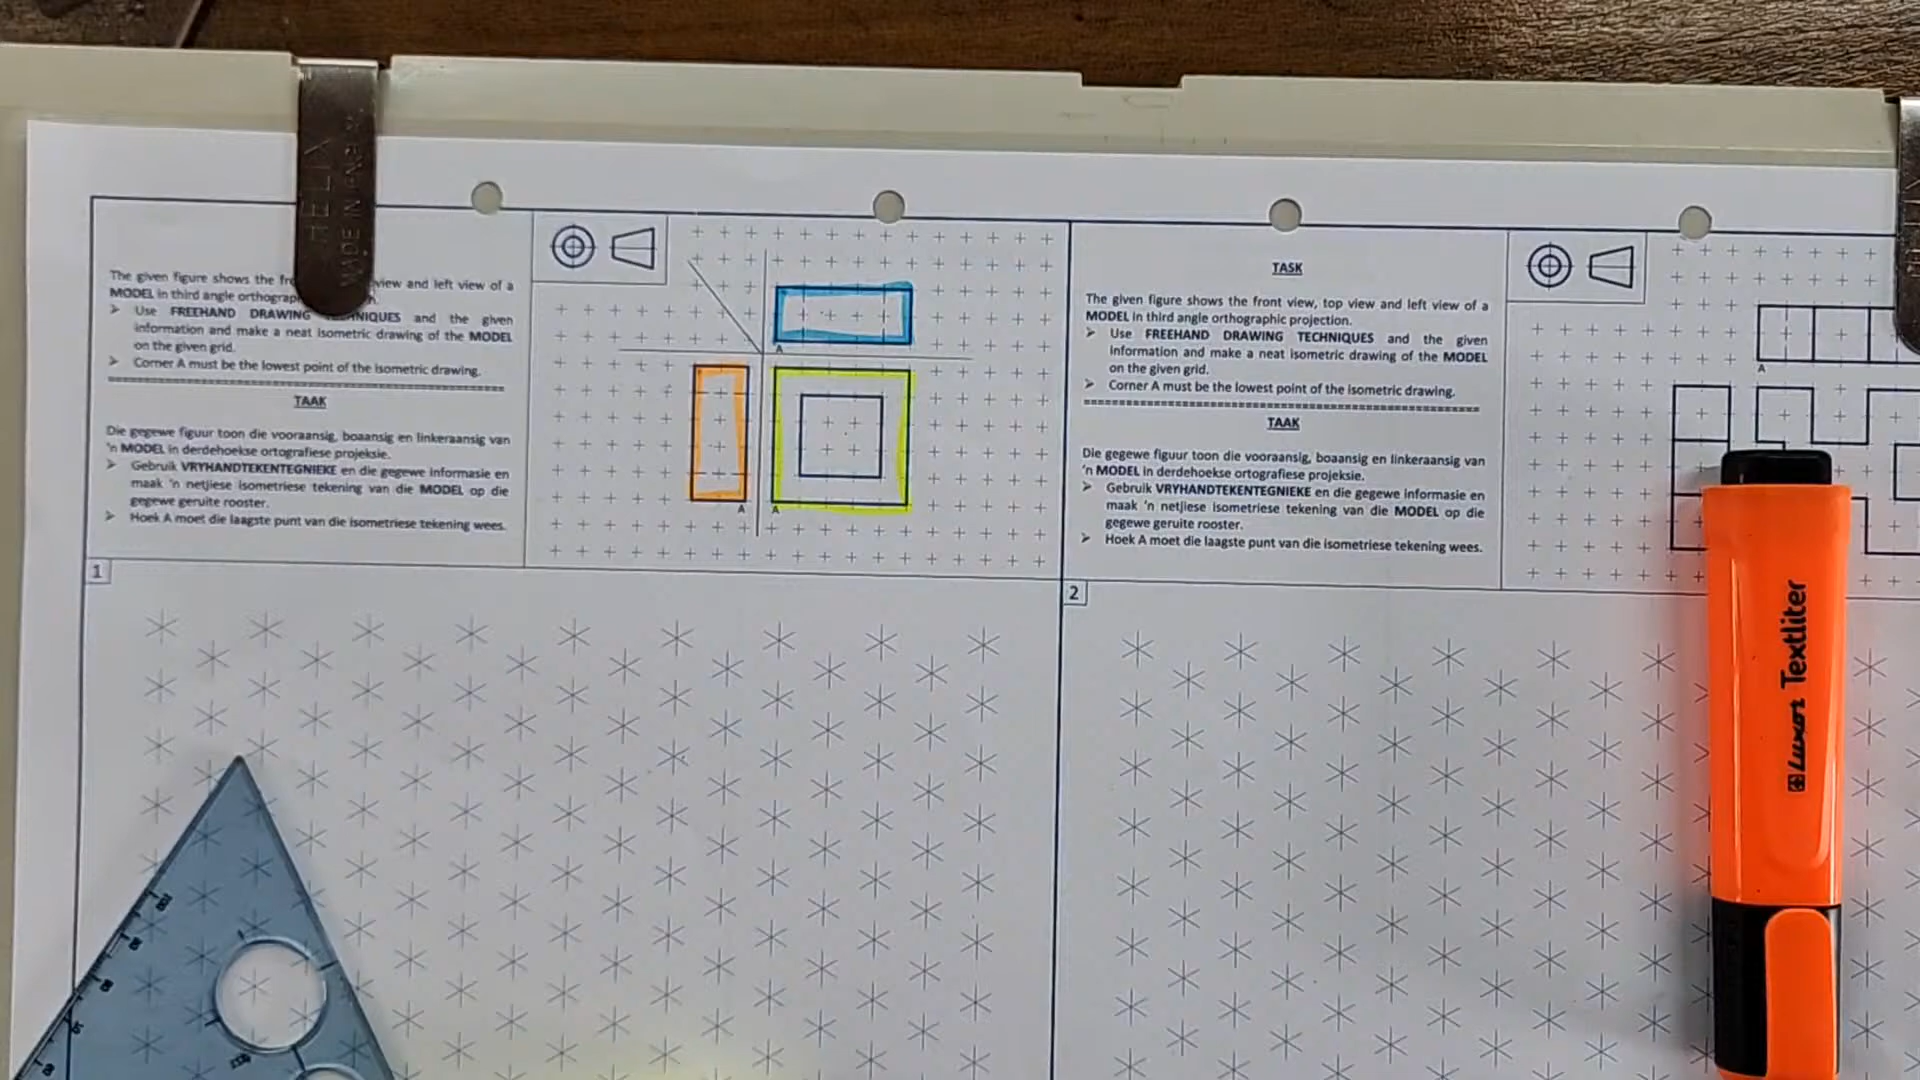 HELIX
MADE IN ENGLAND
The given figure shows the view and left view of a
MODEL in third angle
Use FREEHAND DRAWING and the given
information and make a neat isometric drawing of the MODEL
on the given grid.
Corner A must be the lowest point of the isometric drawing.
TAAK
Die gegewe figuur toon die vooraansig, boaansig en linkeraansig van
'n MODEL in derdehoekse ortografiese projeksie.
Gebruik VRYHANDTEKENTEGNIEKE en die gegewe informasie en
maak 'n netjiese isometriese tekening van die MODEL op die
gegewe geruite rooster.
Hoek A moet die laagste punt van die isometriese tekening wees.
A
A
A
1
TASK
The given figure shows the front view, top view and left view of a
MODEL in third angle orthographic projection.
Use FREEHAND DRAWING TECHNIQUES and the given
information and make a neat isometric drawing of the MODEL
on the given grid.
Corner A must be the lowest point of the isometric drawing.
TAAK
Die gegewe figuur toon die vooraansig, boaansig en linkeraansig van
'n MODEL in derdehoekse ortografiese projeksie.
Gebruik VRYHANDTEKENTEGNIEKE en die gegewe informasie en
maak 'n netjiese isometriese tekening van die MODEL op die
gegewe geruite rooster.
Hoek A moet die laagste punt van die isometriese tekening wees.
A
2
Luxor Textliter